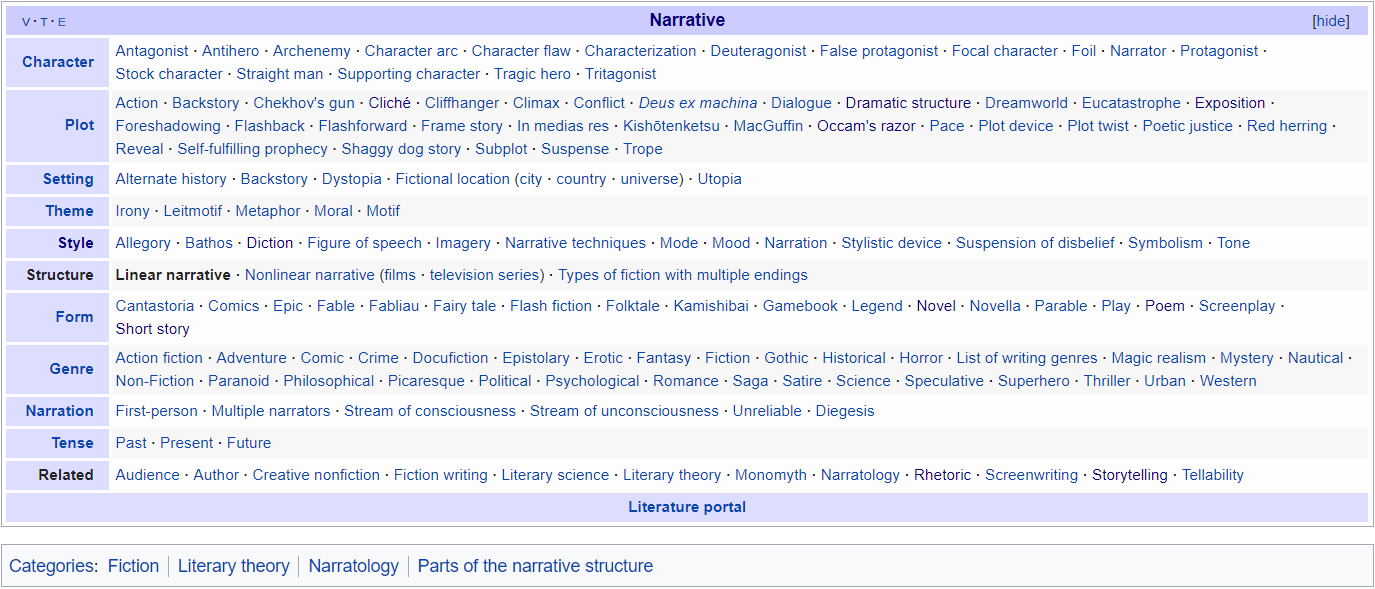 V · T · E Narrative [hide]
Character Antagonist · Antihero · Archenemy · Character arc · Character flaw · Characterization · Deuteragonist · False protagonist · Focal character · Foil · Narrator · Protagonist ·
Stock character · Straight man · Supporting character · Tragic hero · Tritagonist
Plot Action · Backstory · Chekhov's gun · Cliché · Cliffhanger · Climax · Conflict · Deus ex machina · Dialogue · Dramatic structure · Dreamworld · Eucatastrophe · Exposition ·
Foreshadowing · Flashback · Flashforward · Frame story · In medias res · Kishōtenketsu · MacGuffin · Occam's razor · Pace · Plot device · Plot twist · Poetic justice · Red herring ·
Reveal · Self-fulfilling prophecy · Shaggy dog story · Subplot · Suspense · Trope
Setting Alternate history · Backstory · Dystopia · Fictional location (city · country · universe) · Utopia
Theme Irony · Leitmotif · Metaphor · Moral · Motif
Style Allegory · Bathos · Diction · Figure of speech · Imagery · Narrative techniques · Mode · Mood · Narration · Stylistic device · Suspension of disbelief · Symbolism · Tone
Structure Linear narrative · Nonlinear narrative (films · television series) · Types of fiction with multiple endings
Form Cantastoria · Comics · Epic · Fable · Fabliau · Fairy tale · Flash fiction · Folktale · Kamishibai · Gamebook · Legend · Novel · Novella · Parable · Play · Poem · Screenplay ·
Short story
Genre Action fiction · Adventure · Comic · Crime · Docufiction · Epistolary · Erotic · Fantasy · Fiction · Gothic · Historical · Horror · List of writing genres · Magic realism · Mystery · Nautical ·
Non-Fiction · Paranoid · Philosophical · Picaresque · Political · Psychological · Romance · Saga · Satire · Science · Speculative · Superhero · Thriller · Urban · Western
Narration First-person · Multiple narrators · Stream of consciousness · Stream of unconsciousness · Unreliable · Diegesis
Tense Past · Present · Future
Related Audience · Author · Creative nonfiction · Fiction writing · Literary science · Literary theory · Monomyth · Narratology · Rhetoric · Screenwriting · Storytelling · Tellability
Literature portal
Categories: Fiction | Literary theory | Narratology | Parts of the narrative structure